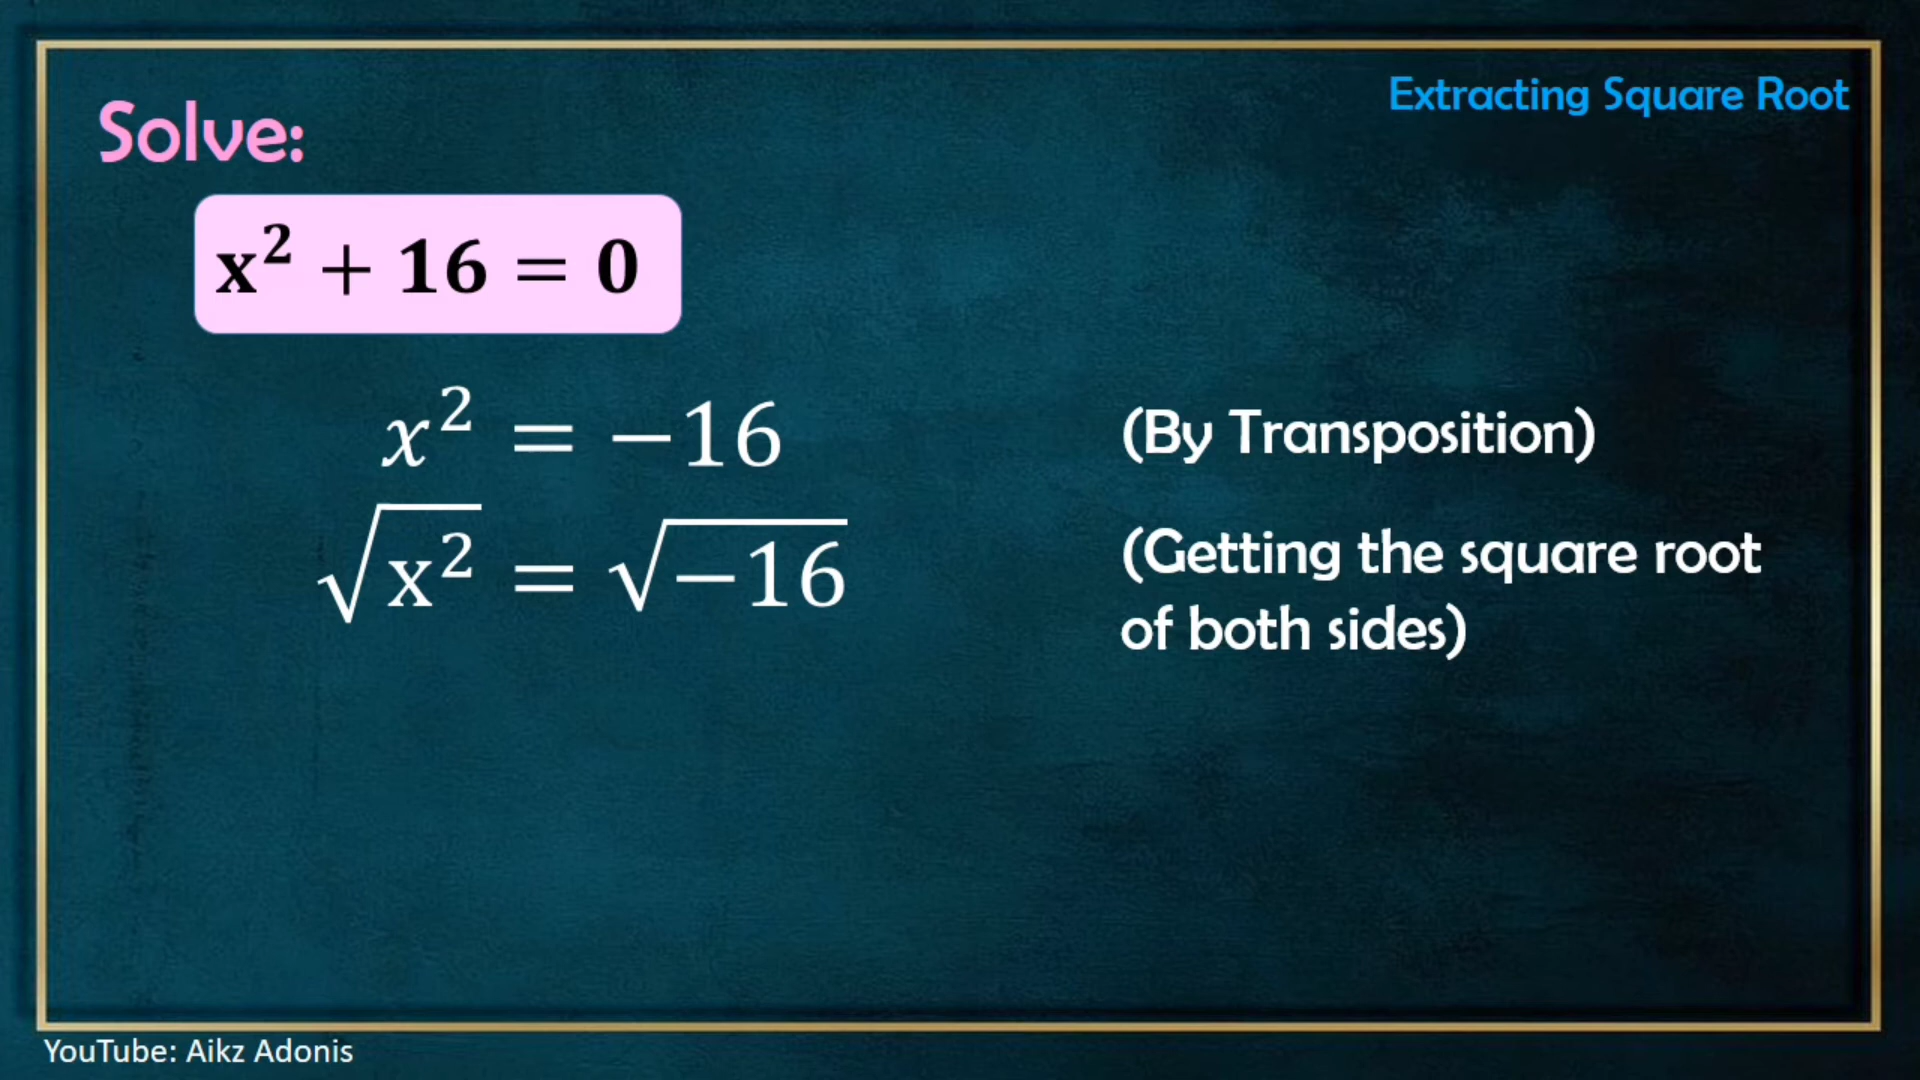 Extracting Square Root
Solve:
x² + 16 = 0
x² = −16 (By Transposition)
√x² = √−16 (Getting the square root
of both sides)
YouTube: Aikz Adonis